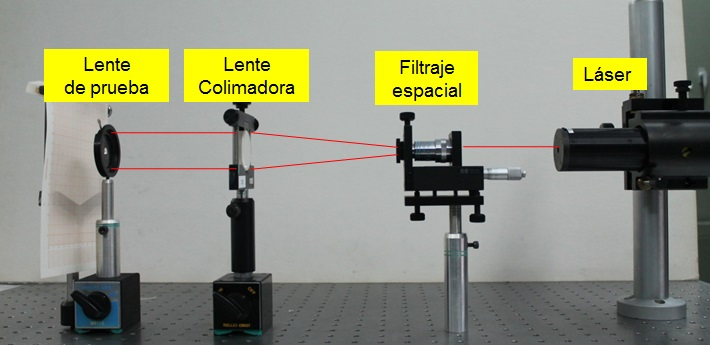 Lente
de prueba
Lente
Colimadora
Filtraje
espacial
Láser